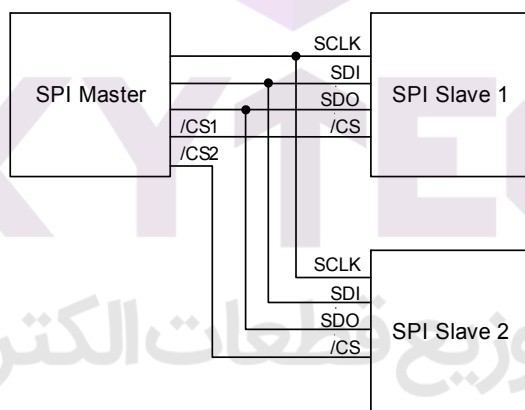 SCLK
SDI
SPI Master
SDO
SPI Slave 1
/CS1
/CS
/CS2
SCLK
SDI
SDO
SPI Slave 2
/CS